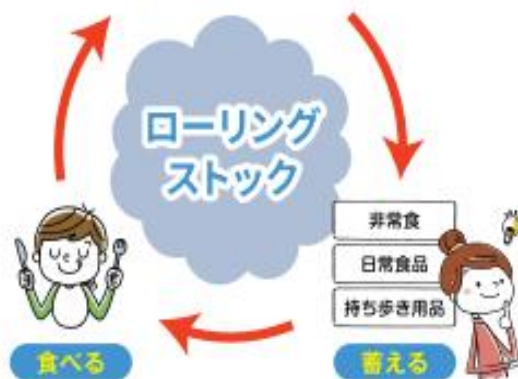 ローリング
ストック
非常食
日常食品
持ち歩き用品
食べる
蓄える